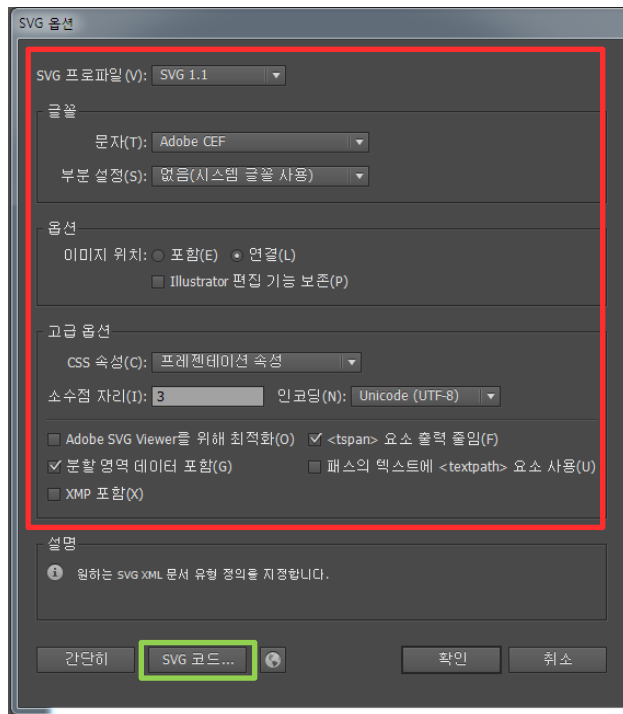 SVG 옵션
SVG 프로파일(V): SVG 1.1
글꼴
문자(T): Adobe CEF
부분 설정(S): 없음(시스템 글꼴 사용)
옵션
이미지 위치: 포함(E) 연결(L)
Illustrator 편집 기능 보존(P)
고급 옵션
CSS 속성(C): 프레젠테이션 속성
소수점 자리(I): 3 인코딩(N): Unicode (UTF-8)
Adobe SVG Viewer를 위해 최적화(O) <tspan> 요소 출력 줄임(F)
분할 영역 데이터 포함(G) 패스의 텍스트에 <textpath> 요소 사용(U)
XMP 포함(X)
설명
원하는 SVG XML 문서 유형 정의을 지정합니다.
간단히 SVG 코드... 확인 취소